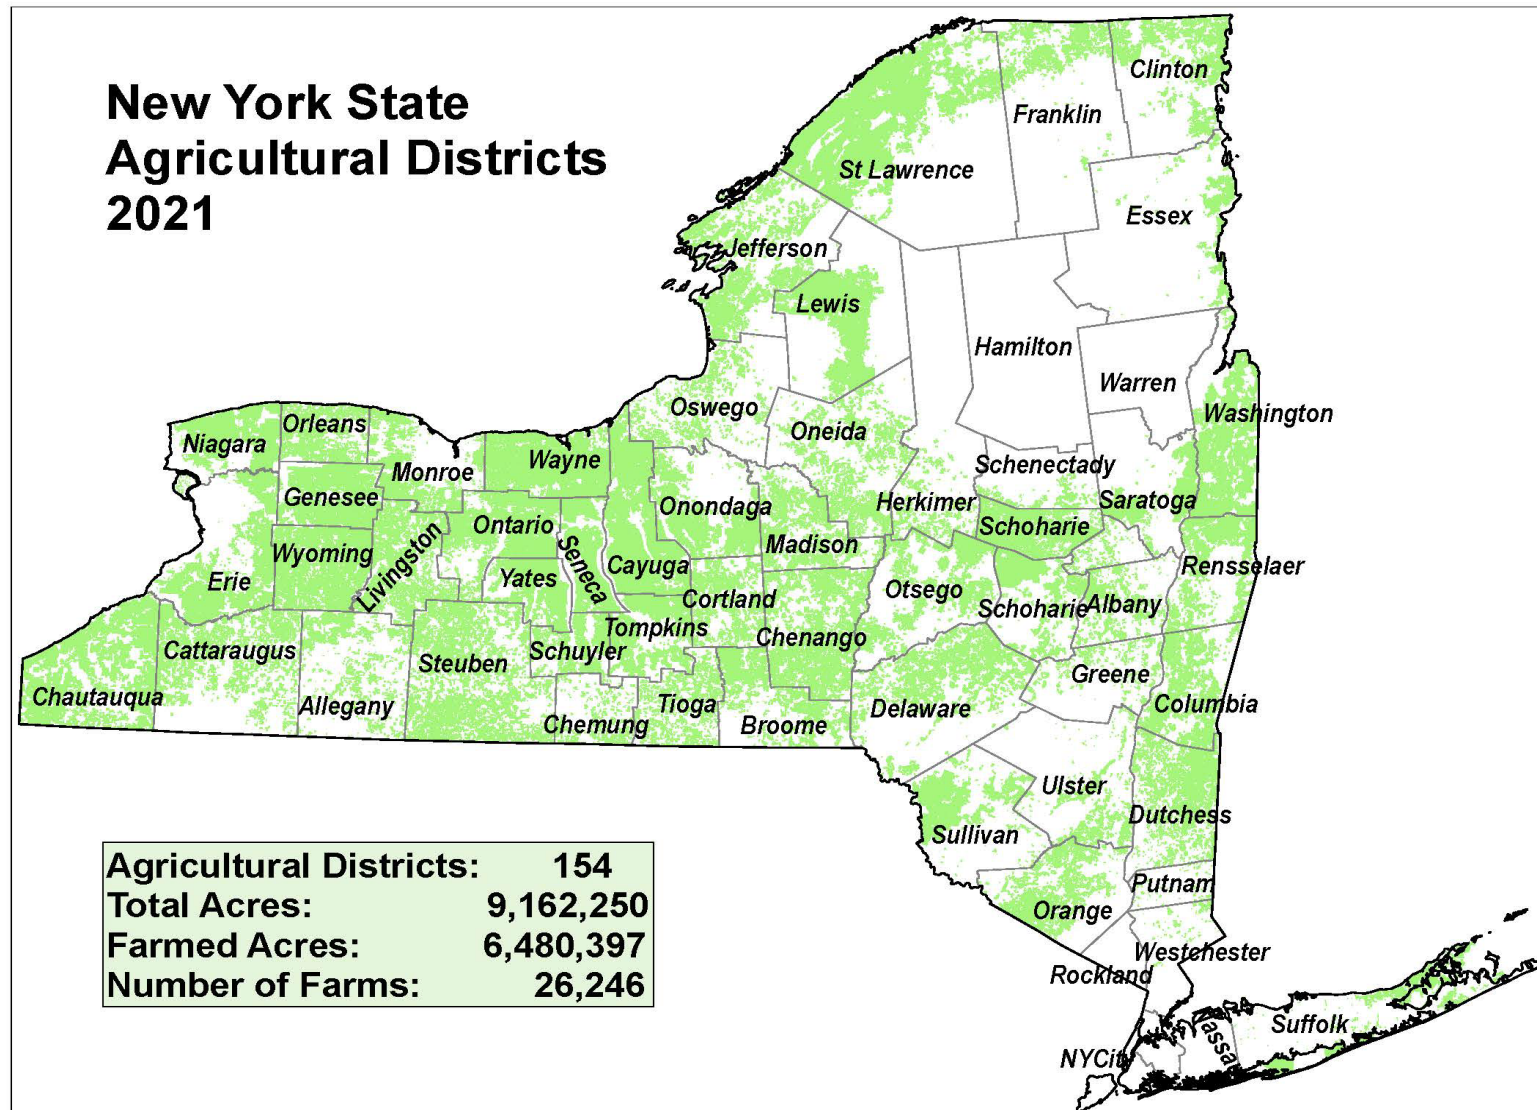 New York State
Agricultural Districts
2021
Clinton
Franklin
St Lawrence
Essex
Jefferson
Lewis
Hamilton
Warren
Washington
Oswego
Oneida
Orleans
Niagara
Wayne
Monroe
Schenectady
Genesee
Onondaga
Herkimer
Saratoga
Ontario
Schoharie
Madison
Wyoming
Livingston
Seneca
Cayuga
Rensselaer
Erie
Yates
Cortland
Otsego
Schoharie
Albany
Tompkins
Chenango
Cattaraugus
Steuben
Schuyler
Greene
Chautauqua
Allegany
Tioga
Columbia
Delaware
Chemung
Broome
Ulster
Dutchess
Sullivan
Putnam
Orange
Westchester
Rockland
Suffolk
Nassau
NYCity
Agricultural Districts: 154
Total Acres: 9,162,250
Farmed Acres: 6,480,397
Number of Farms: 26,246